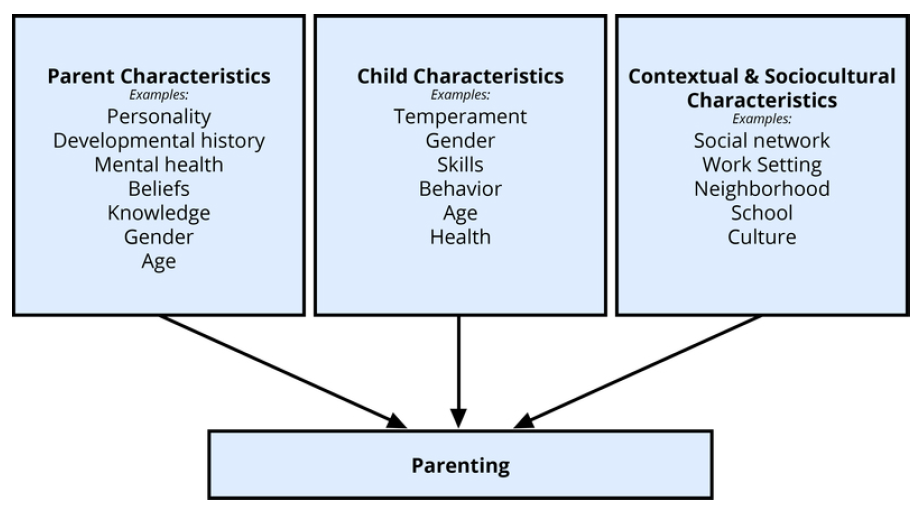 Parent Characteristics
Examples:
Personality
Developmental history
Mental health
Beliefs
Knowledge
Gender
Age
Child Characteristics
Examples:
Temperament
Gender
Skills
Behavior
Age
Health
Contextual & Sociocultural
Characteristics
Examples:
Social network
Work Setting
Neighborhood
School
Culture
Parenting